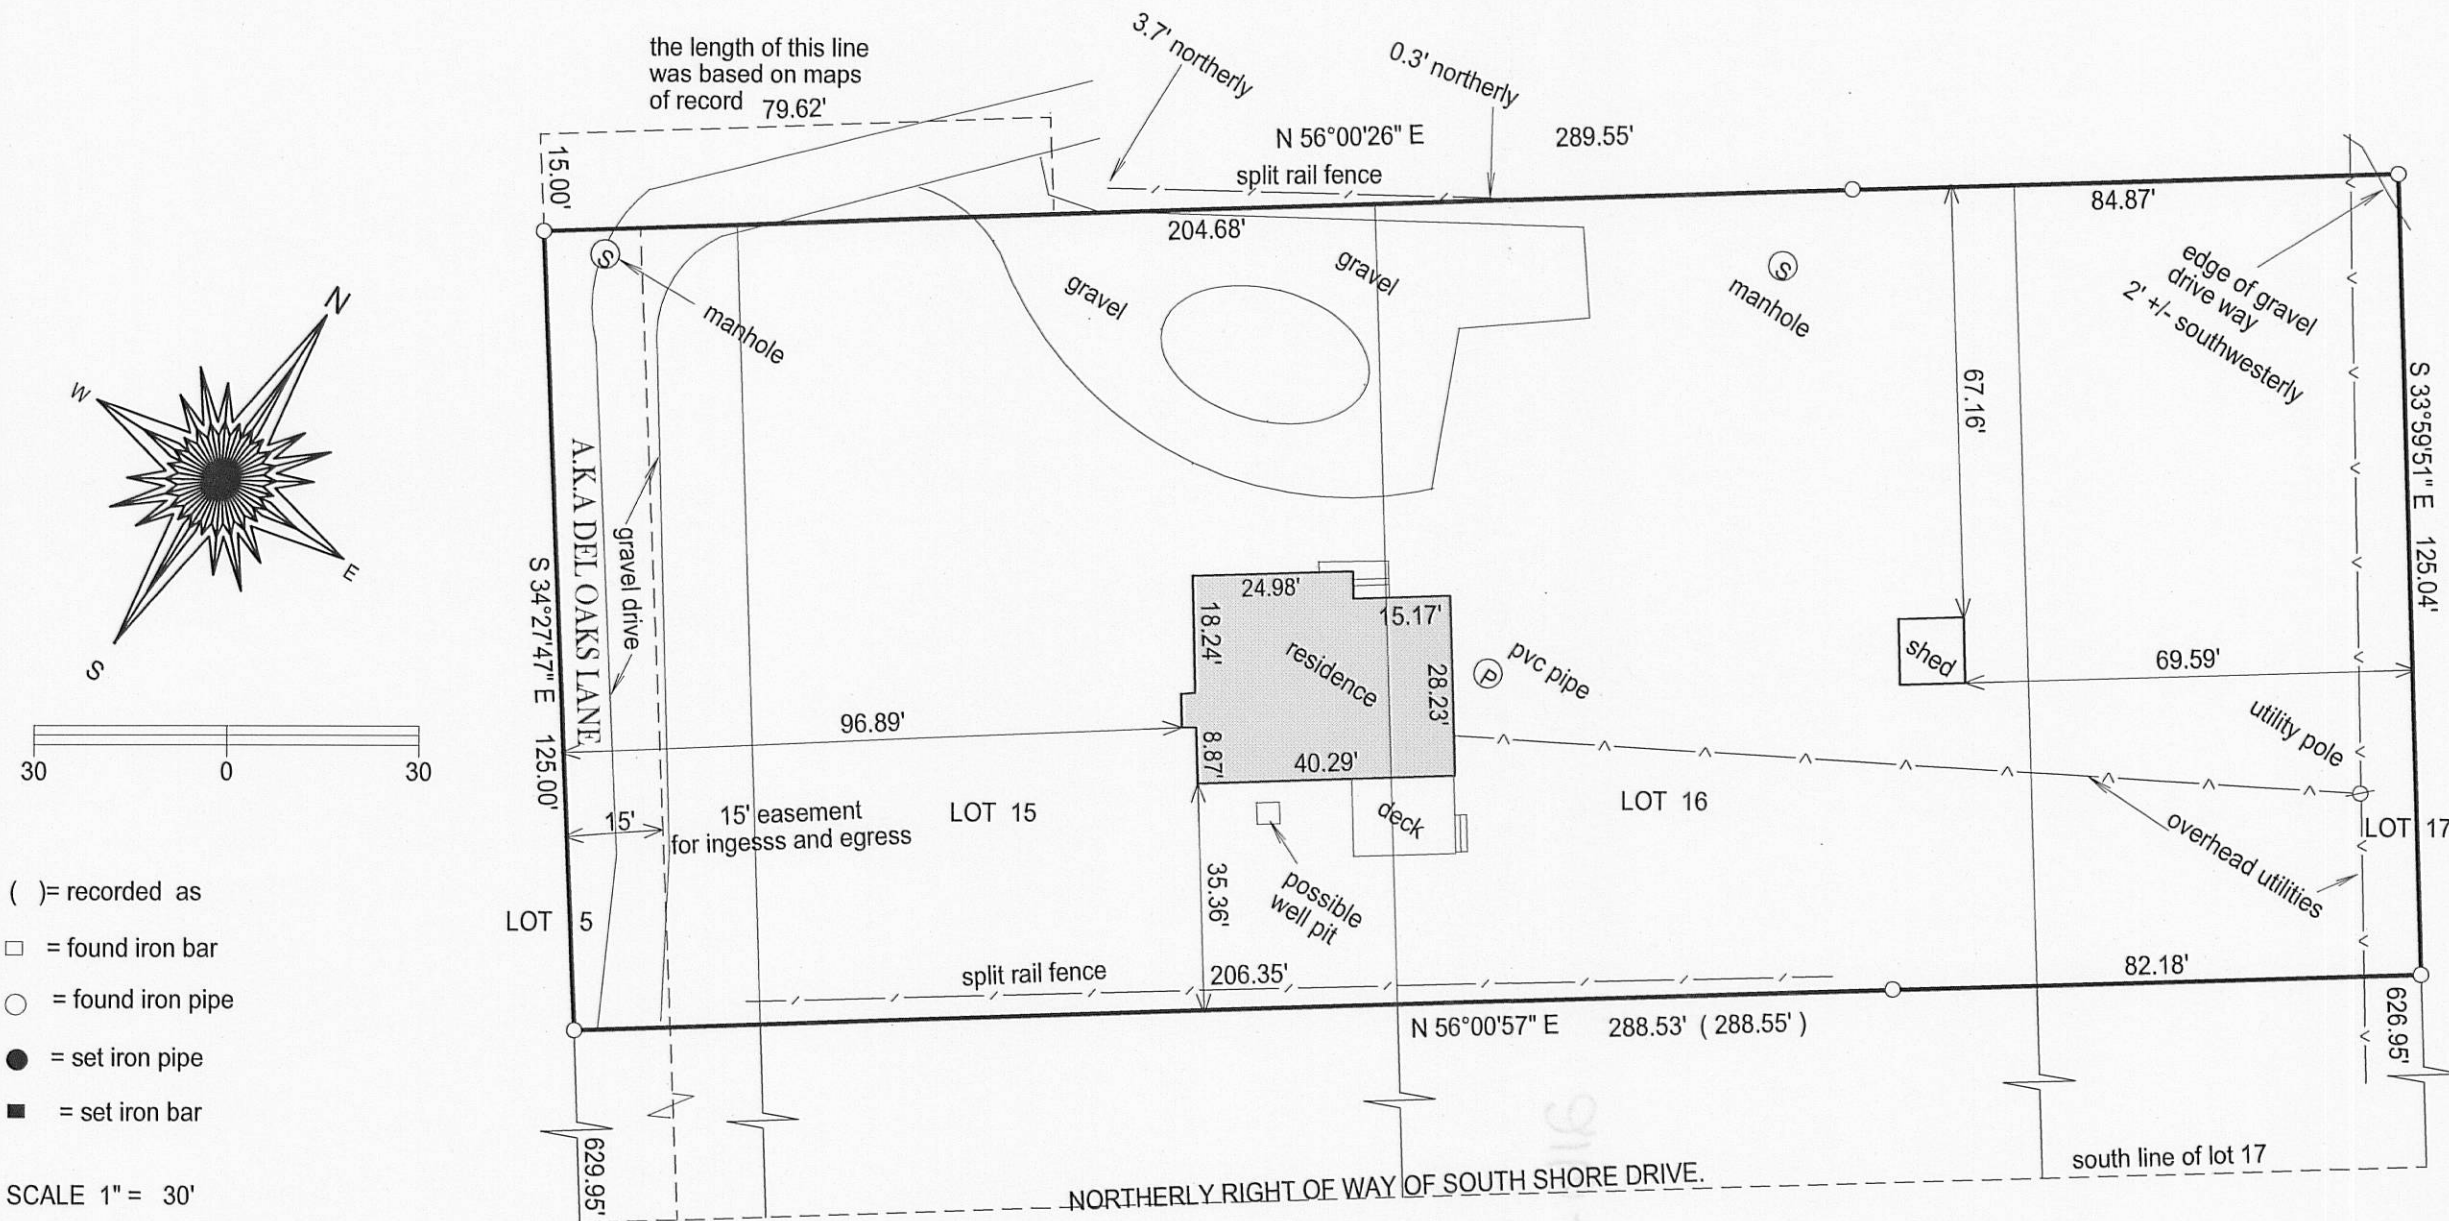 the length of this line
was based on maps
of record 79.62'
3.7' northerly
0.3' northerly
N 56°00'26" E 289.55'
split rail fence
15.00'
204.68'
84.87'
S
manhole
gravel
gravel
S
manhole
edge of gravel
drive way
2' +/- southwesterly
N
W
E
S
67.16'
S 33°59'51" E 125.04'
A.K.A DEL OAKS LANE
gravel drive
S 34°27'47" E 125.00'
24.98'
15.17'
18.24'
residence
28.23'
P
pvc pipe
shed
69.59'
96.89'
8.87'
40.29'
utility pole
30 0 30
15'
15' easement
for ingesss and egress
LOT 15
deck
LOT 16
LOT 17
overhead utilities
possible
well pit
35.36'
( )= recorded as
LOT 5
= found iron bar
split rail fence
206.35'
82.18'
= found iron pipe
N 56°00'57" E 288.53' ( 288.55' )
626.95'
= set iron pipe
= set iron bar
629.95'
south line of lot 17
SCALE 1" = 30'
NORTHERLY RIGHT OF WAY OF SOUTH SHORE DRIVE.